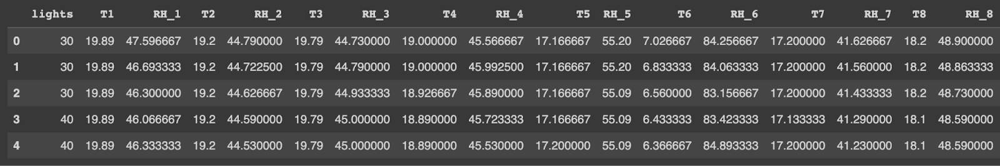 lights T1 RH_1 T2 RH_2 T3 RH_3 T4 RH_4 T5 RH_5 T6 RH_6 T7 RH_7 T8 RH_8
0 30 19.89 47.596667 19.2 44.790000 19.79 44.730000 19.000000 45.566667 17.166667 55.20 7.026667 84.256667 17.200000 41.626667 18.2 48.900000
1 30 19.89 46.693333 19.2 44.722500 19.79 44.790000 19.000000 45.992500 17.166667 55.20 6.833333 84.063333 17.200000 41.560000 18.2 48.863333
2 30 19.89 46.300000 19.2 44.626667 19.79 44.933333 18.926667 45.890000 17.166667 55.09 6.560000 83.156667 17.200000 41.433333 18.2 48.730000
3 40 19.89 46.066667 19.2 44.590000 19.79 45.000000 18.890000 45.723333 17.166667 55.09 6.433333 83.423333 17.133333 41.290000 18.1 48.590000
4 40 19.89 46.333333 19.2 44.530000 19.79 45.000000 18.890000 45.530000 17.200000 55.09 6.366667 84.893333 17.200000 41.230000 18.1 48.590000